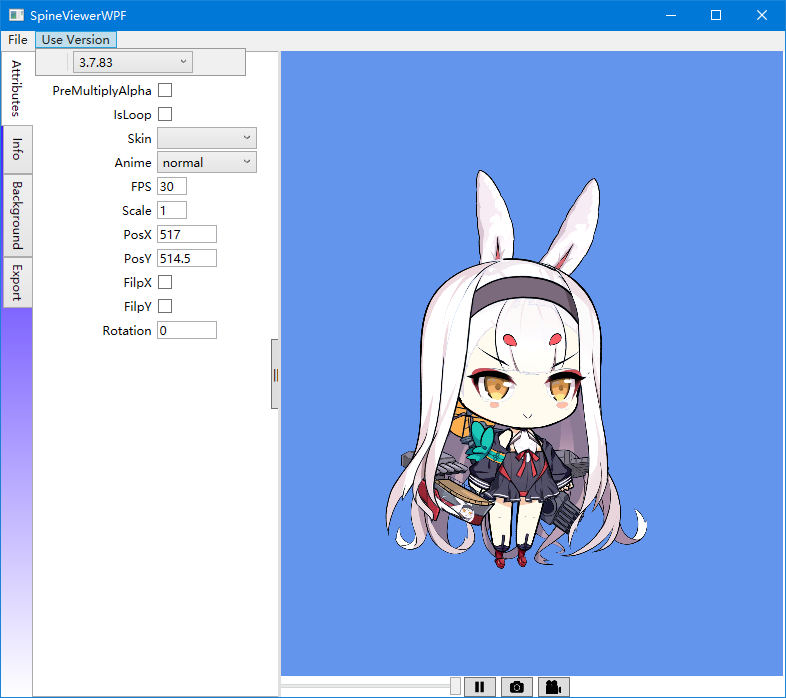 SpineViewerWPF
File Use Version
3.7.83
Attributes
Info
Background
Export
PreMultiplyAlpha
IsLoop
Skin
Anime normal
FPS 30
Scale 1
PosX 517
PosY 514.5
FilpX
FilpY
Rotation 0